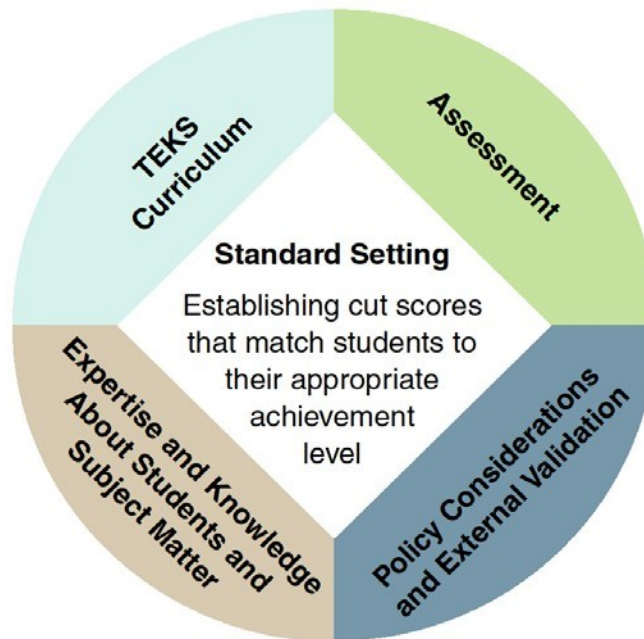 TEKS
Curriculum
Assessment
Standard Setting
Establishing cut scores
that match students to
their appropriate
achievement
level
Expertise and Knowledge
About Students and
Subject Matter
Policy Considerations
and External Validation